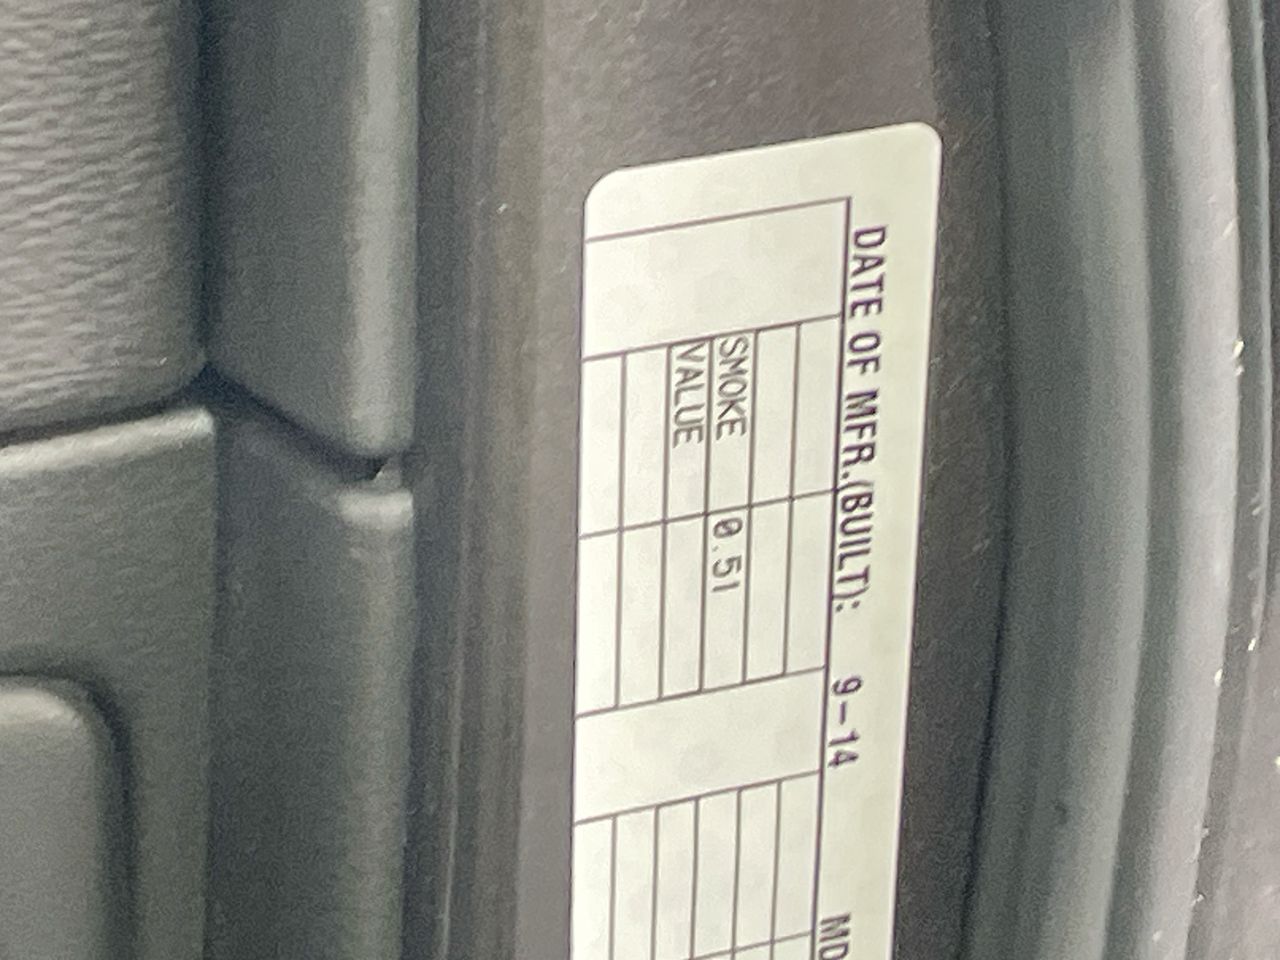 DATE OF MFR.(BUILT): 9-14
SMOKE 0.51
VALUE